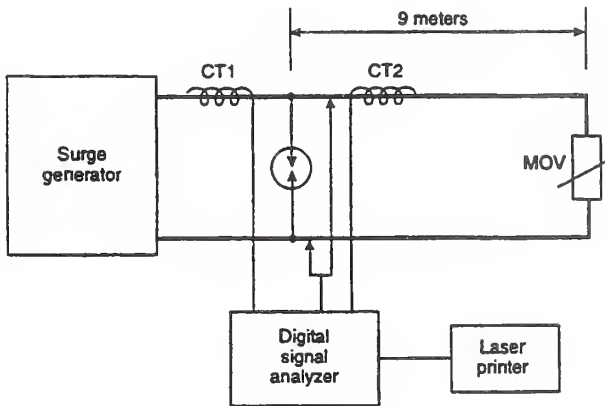 9 meters
CT1
CT2
Surge
generator
MOV
Digital
signal
analyzer
Laser
printer